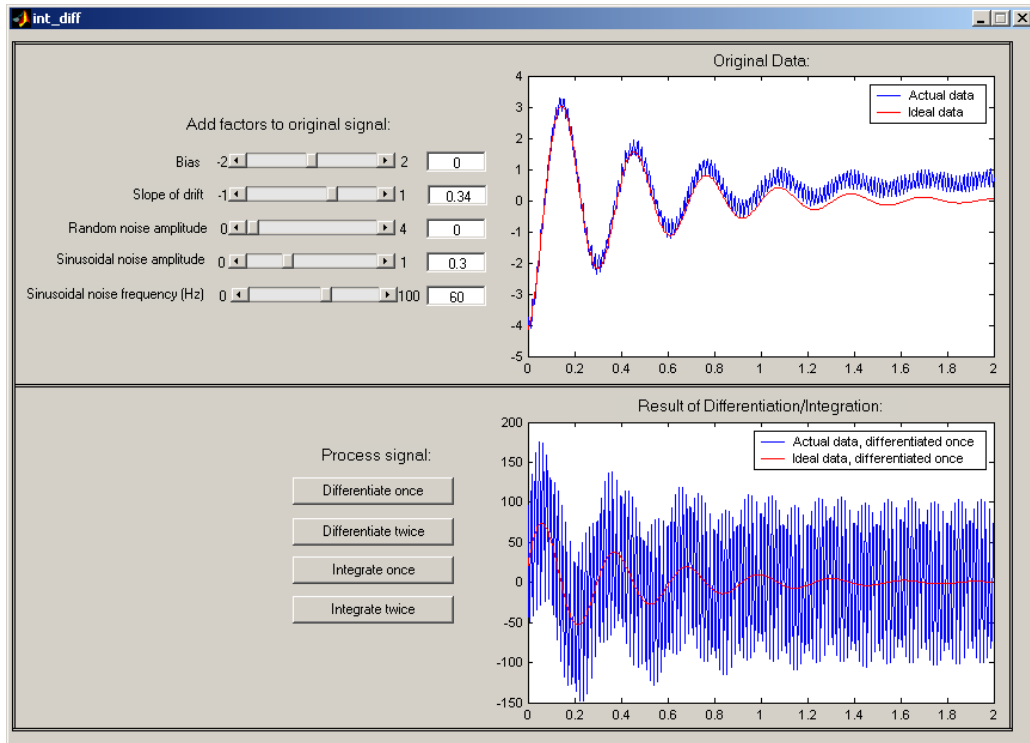 int_diff
Add factors to original signal:
Bias -2 2 0
Slope of drift -1 1 0.34
Random noise amplitude 0 4 0
Sinusoidal noise amplitude 0 1 0.3
Sinusoidal noise frequency (Hz) 0 100 60
Original Data:
Actual data
Ideal data
4
3
2
1
0
-1
-2
-3
-4
-5
0 0.2 0.4 0.6 0.8 1 1.2 1.4 1.6 1.8 2
Process signal:
Differentiate once
Differentiate twice
Integrate once
Integrate twice
Result of Differentiation/Integration:
Actual data, differentiated once
Ideal data, differentiated once
200
150
100
50
0
-50
-100
-150
0 0.2 0.4 0.6 0.8 1 1.2 1.4 1.6 1.8 2